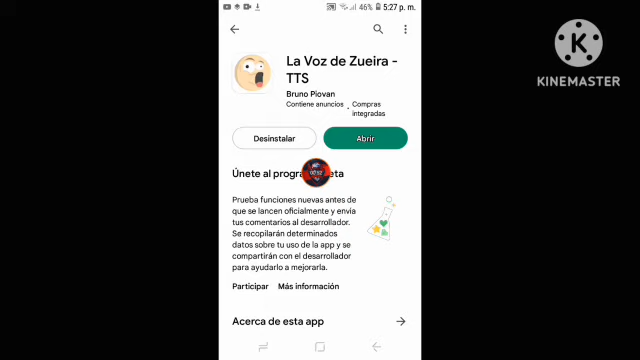 46% 5:27 p. m.
La Voz de Zueira -
TTS
Bruno Piovan
Contiene anuncios · Compras
integradas
Desinstalar
Abrir
Únete al progr eta
Prueba funciones nuevas antes de
que se lancen oficialmente y envía
tus comentarios al desarrollador.
Se recopilarán determinados
datos sobre tu uso de la app y se
compartirán con el desarrollador
para ayudarlo a mejorarla.
Participar Más información
Acerca de esta app
K
KINEMASTER